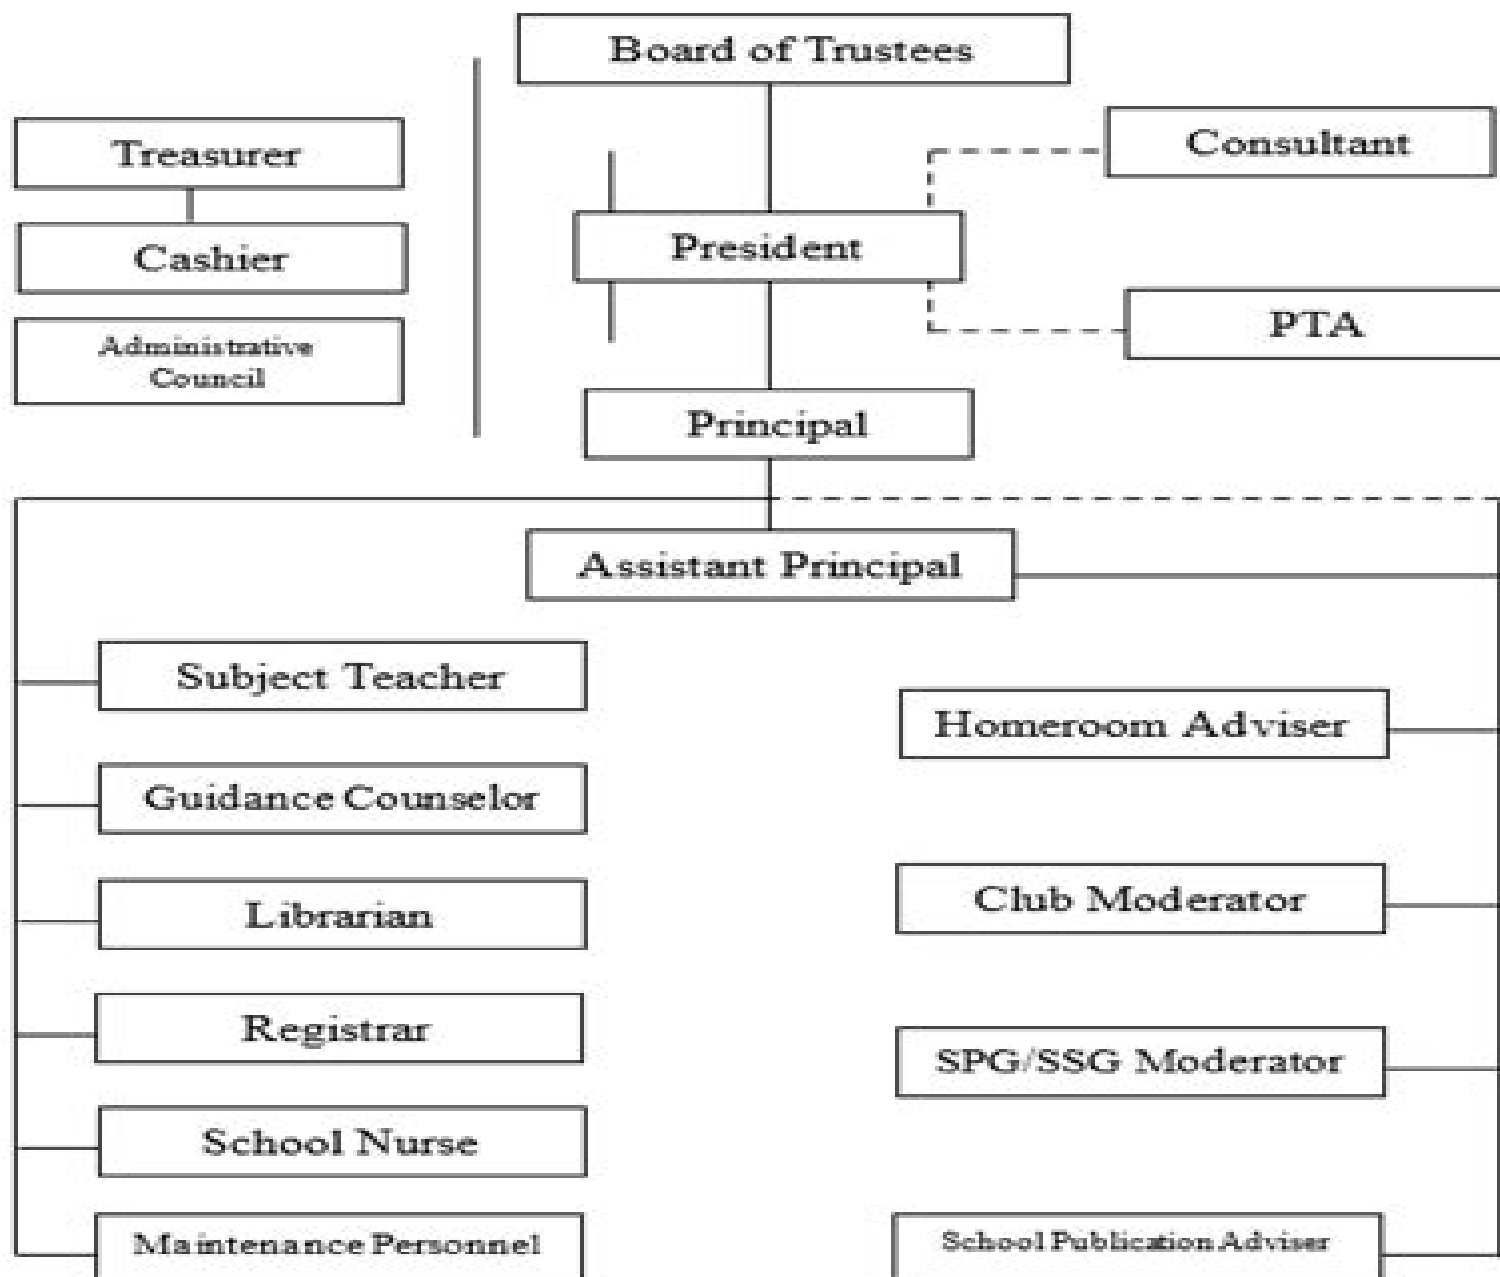 Board of Trustees
Treasurer
Consultant
Cashier
President
Administrative
Council
PTA
Principal
Assistant Principal
Subject Teacher
Homeroom Adviser
Guidance Counselor
Club Moderator
Librarian
Registrar
SPG/SSG Moderator
School Nurse
Maintenance Personnel
School Publication Adviser